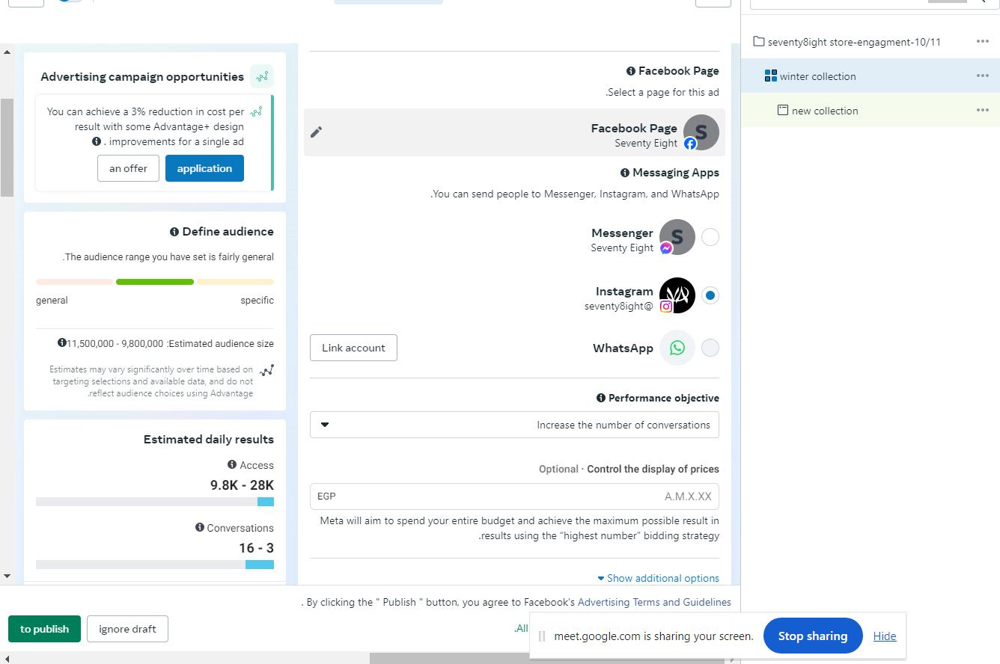 seventy8ight store-engagment-10/11
winter collection
new collection
Facebook Page
.Select a page for this ad
Facebook Page
Seventy Eight
S
Messaging Apps
.You can send people to Messenger, Instagram, and WhatsApp
Messenger
Seventy Eight
S
Instagram
seventy8ight@
WhatsApp
Link account
Performance objective
Increase the number of conversations
Optional · Control the display of prices
EGP
A.M.X.XX
Meta will aim to spend your entire budget and achieve the maximum possible result in
.results using the “highest number” bidding strategy
Show additional options
Advertising campaign opportunities
You can achieve a 3% reduction in cost per
result with some Advantage+ design
. improvements for a single ad
an offer
application
Define audience
.The audience range you have set is fairly general
general
specific
11,500,000 - 9,800,000 :Estimated audience size
Estimates may vary significantly over time based on
targeting selections and available data, and do not
.reflect audience choices using Advantage
Estimated daily results
Access
9.8K - 28K
Conversations
16 - 3
. By clicking the " Publish " button, you agree to Facebook's Advertising Terms and Guidelines
to publish
ignore draft
.All
meet.google.com is sharing your screen.
Stop sharing
Hide